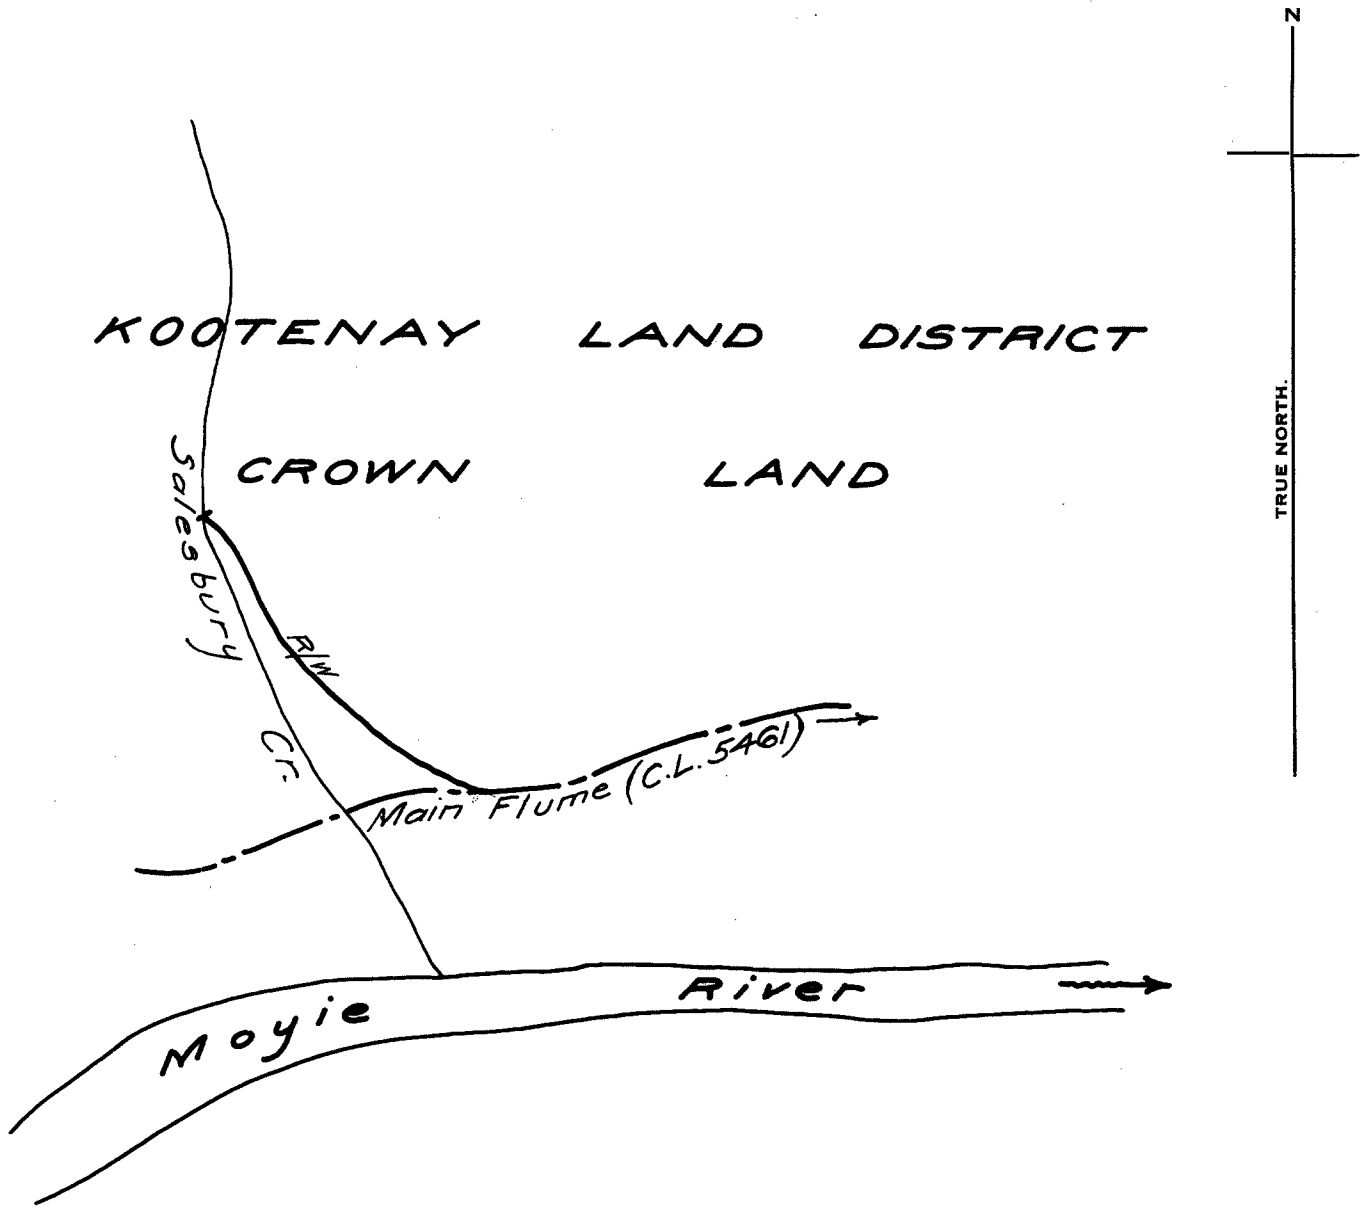 N
TRUE NORTH.
KOOTENAY LAND DISTRICT
CROWN LAND
Salesbury Cr.
R/W
Main Flume (C.L. 5461)
Moyie River